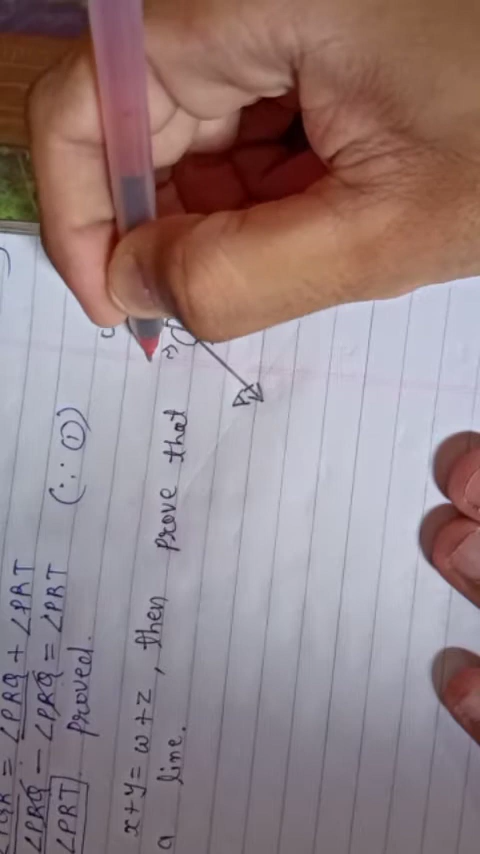 = ∠PRQ + ∠PRT
∠PRQ - ∠PRQ = ∠PRT (∵ ①)
∠PRT. proved.
x+y = w+z, then prove that
a line.